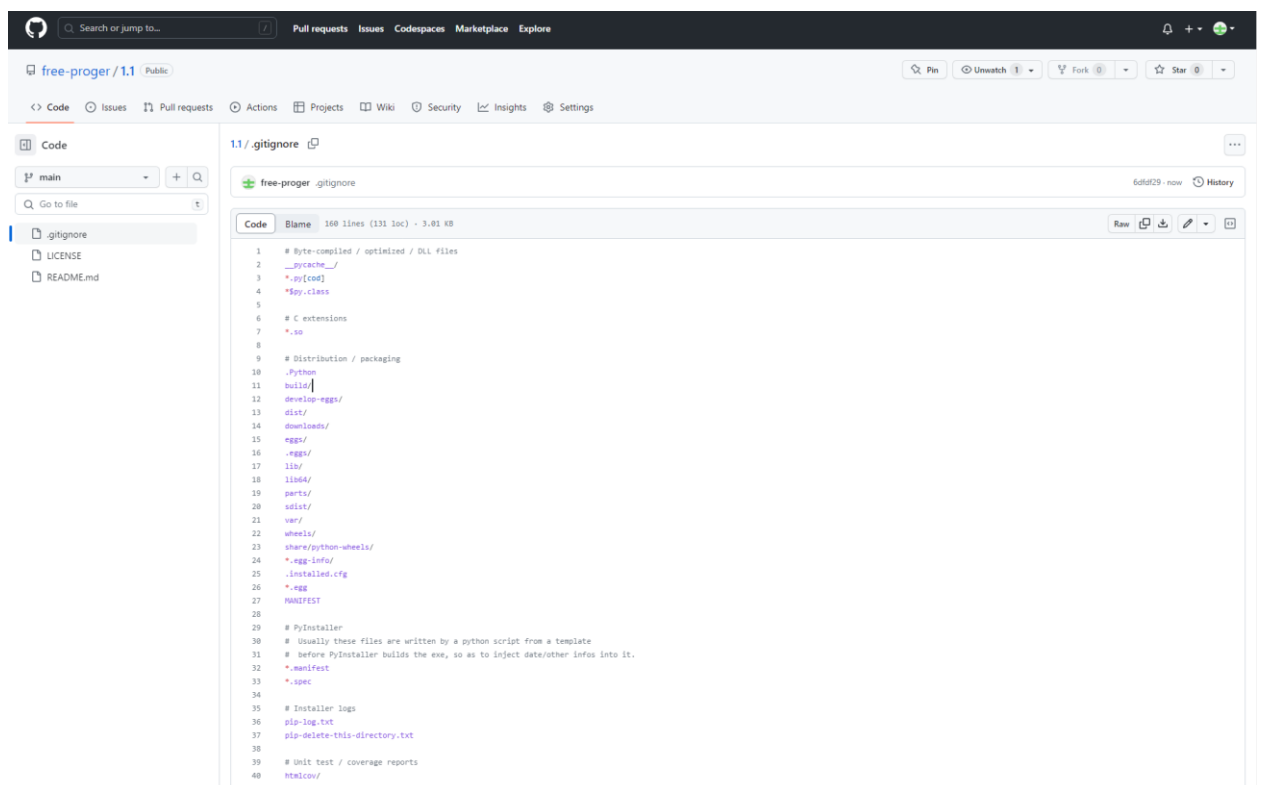 Search or jump to... /
Pull requests Issues Codespaces Marketplace Explore
free-proger / 1.1 Public
Pin Unwatch 1 Fork 0 Star 0
Code Issues Pull requests Actions Projects Wiki Security Insights Settings
Code
main
Go to file t
.gitignore
LICENSE
README.md
1.1 / .gitignore
free-proger .gitignore
6dfdf29 · now History
Code Blame 160 lines (131 loc) · 3.01 KB
Raw
1 # Byte-compiled / optimized / DLL files
2 __pycache__/
3 *.py[cod]
4 *$py.class
5
6 # C extensions
7 *.so
8
9 # Distribution / packaging
10 .Python
11 build/
12 develop-eggs/
13 dist/
14 downloads/
15 eggs/
16 .eggs/
17 lib/
18 lib64/
19 parts/
20 sdist/
21 var/
22 wheels/
23 share/python-wheels/
24 *.egg-info/
25 .installed.cfg
26 *.egg
27 MANIFEST
28
29 # PyInstaller
30 #  Usually these files are written by a python script from a template
31 #  before PyInstaller builds the exe, so as to inject date/other infos into it.
32 *.manifest
33 *.spec
34
35 # Installer logs
36 pip-log.txt
37 pip-delete-this-directory.txt
38
39 # Unit test / coverage reports
40 htmlcov/